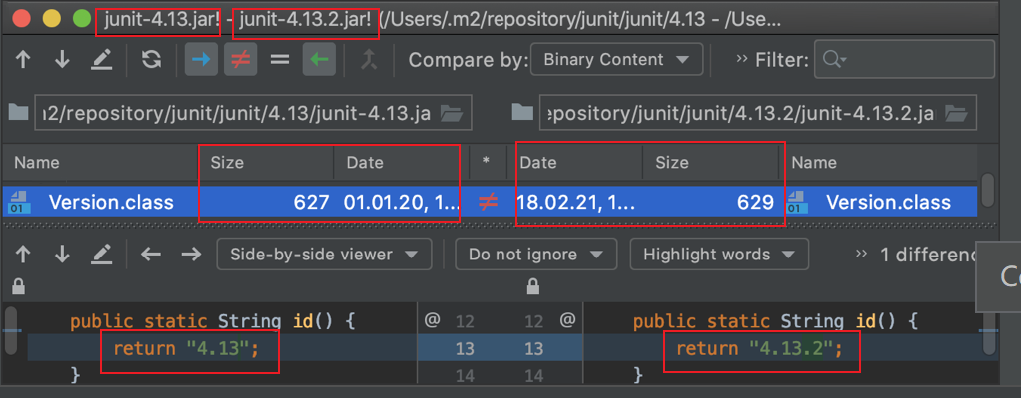 junit-4.13.jar! - junit-4.13.2.jar! (/Users/.m2/repository/junit/junit/4.13 - /Use...
Compare by: Binary Content >> Filter:
12/repository/junit/junit/4.13/junit-4.13.ja epository/junit/junit/4.13.2/junit-4.13.2.jar
Name Size Date * Date Size Name
01 Version.class 627 01.01.20, 1... ≠ 18.02.21, 1... 629 01 Version.class
Side-by-side viewer Do not ignore Highlight words >> 1 differenc
public static String id() { @ 12 12 @ public static String id() {
return "4.13"; 13 13 return "4.13.2";
} 14 14 }